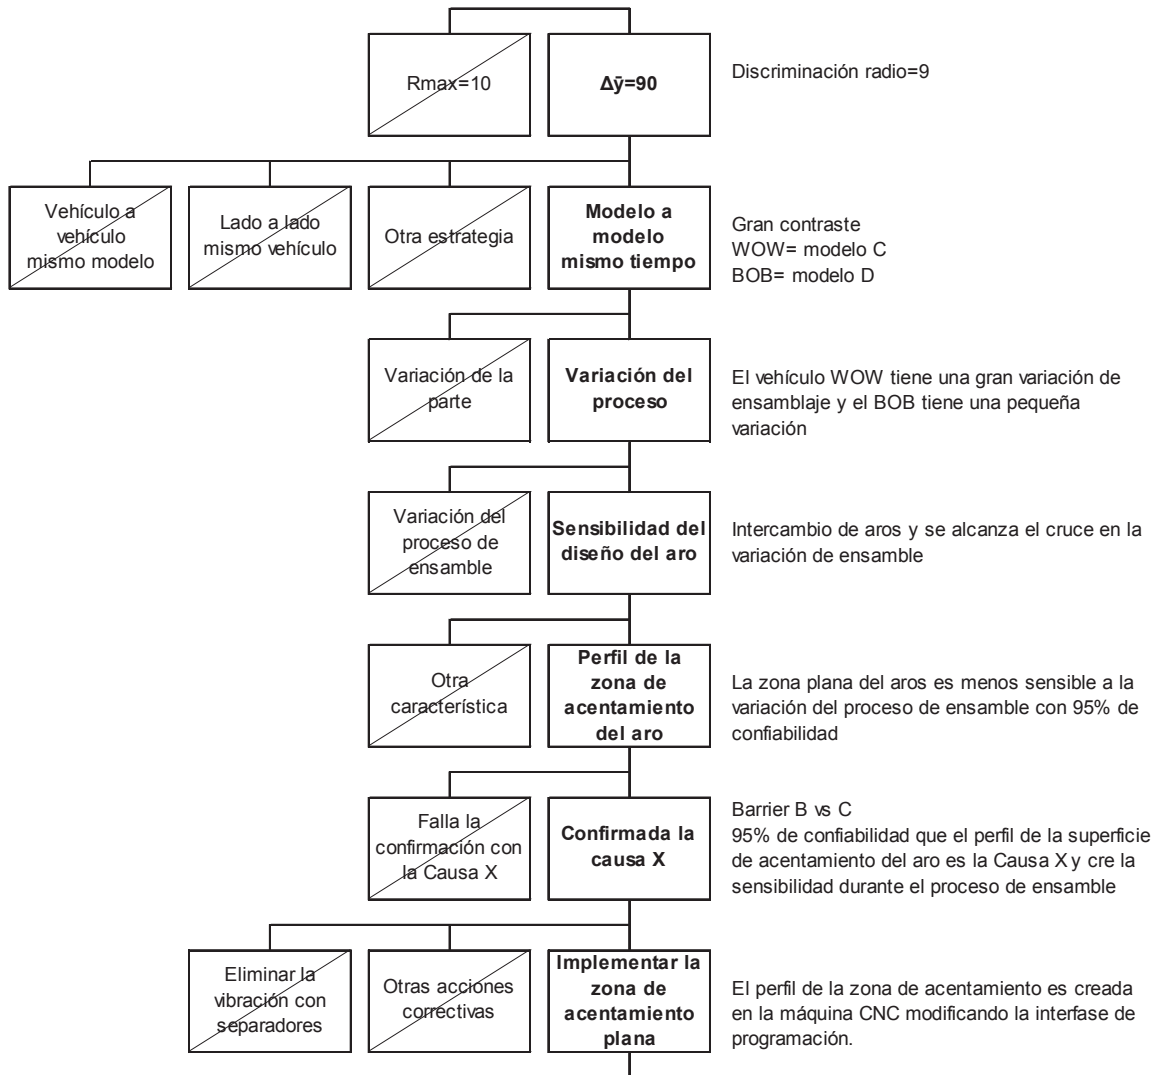 Rmax=10
Δȳ=90
Discriminación radio=9
Vehículo a
vehículo
mismo modelo
Lado a lado
mismo vehículo
Otra estrategia
Modelo a
modelo
mismo tiempo
Gran contraste
WOW= modelo C
BOB= modelo D
Variación de la
parte
Variación del
proceso
El vehículo WOW tiene una gran variación de
ensamblaje y el BOB tiene una pequeña
variación
Variación del
proceso de
ensamble
Sensibilidad del
diseño del aro
Intercambio de aros y se alcanza el cruce en la
variación de ensamble
Otra
característica
Perfil de la
zona de
acentamiento
del aro
La zona plana del aros es menos sensible a la
variación del proceso de ensamble con 95% de
confiabilidad
Falla la
confirmación con
la Causa X
Confirmada la
causa X
Barrier B vs C
95% de confiabilidad que el perfil de la superficie
de acentamiento del aro es la Causa X y cre la
sensibilidad durante el proceso de ensamble
Eliminar la
vibración con
separadores
Otras acciones
correctivas
Implementar la
zona de
acentamiento
plana
El perfil de la zona de acentamiento es creada
en la máquina CNC modificando la interfase de
programación.